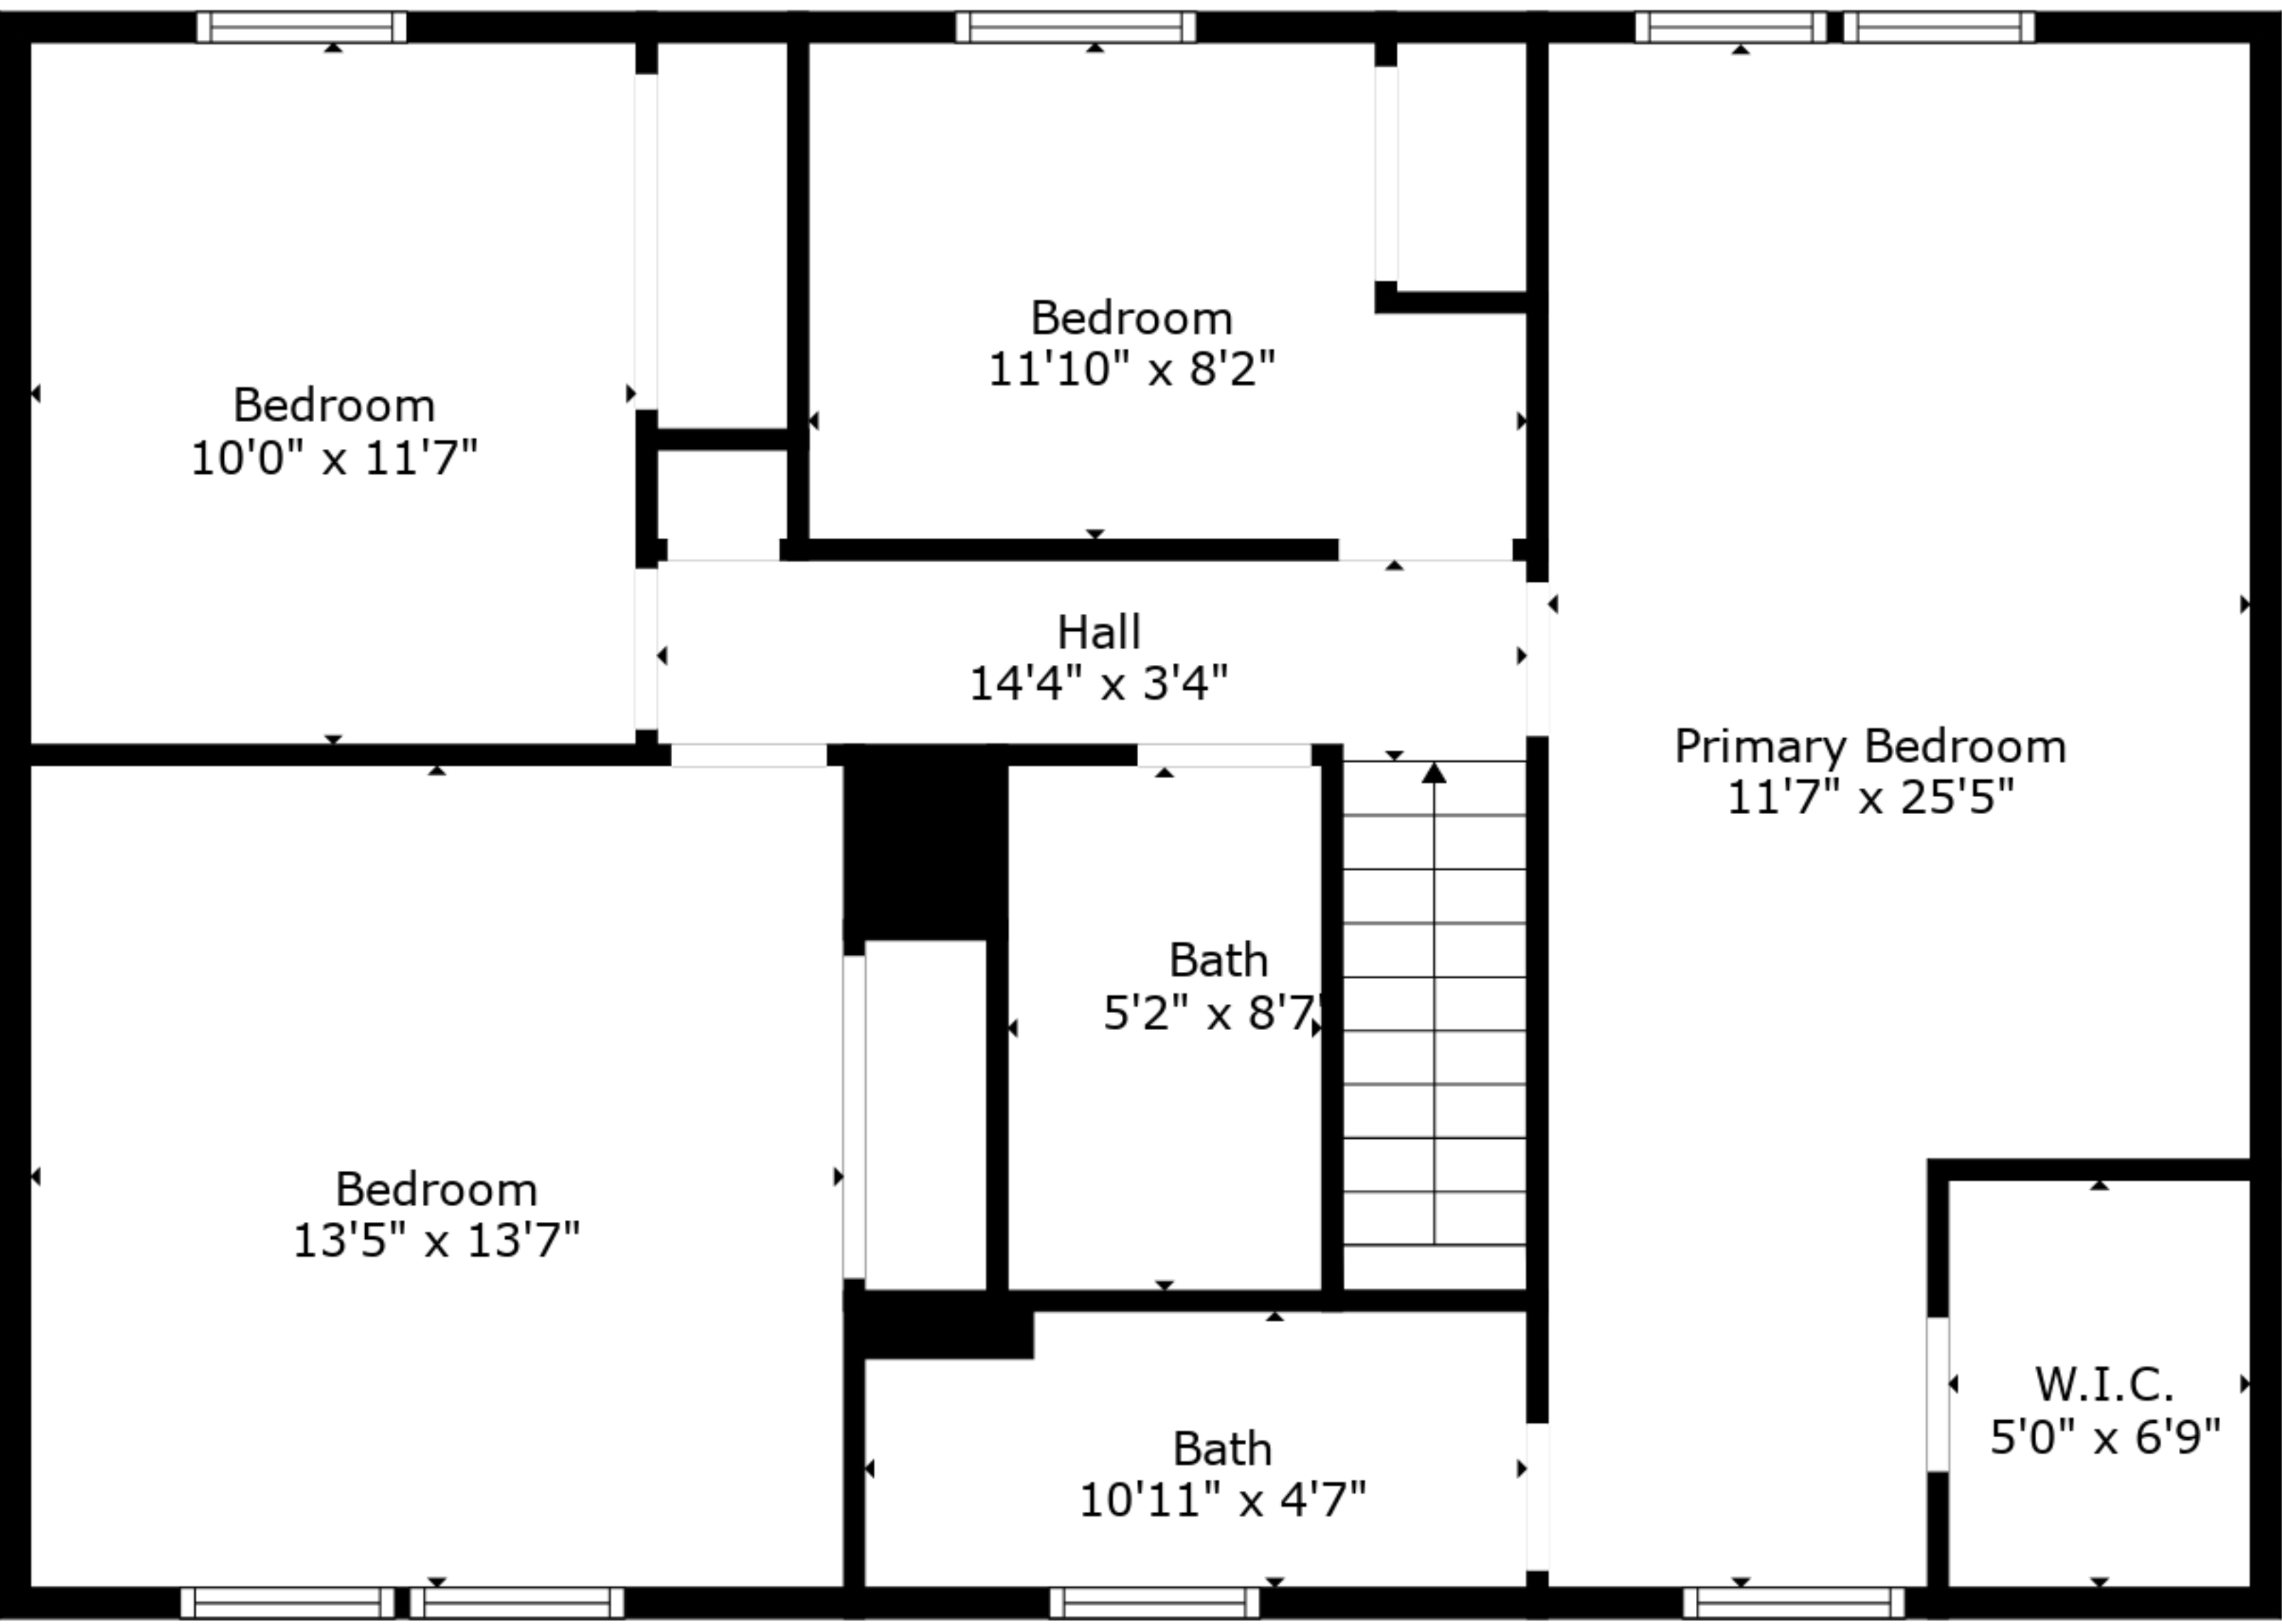 Bedroom
11'10" x 8'2"
Bedroom
10'0" x 11'7"
Hall
14'4" x 3'4"
Primary Bedroom
11'7" x 25'5"
Bath
5'2" x 8'7"
Bedroom
13'5" x 13'7"
W.I.C.
5'0" x 6'9"
Bath
10'11" x 4'7"